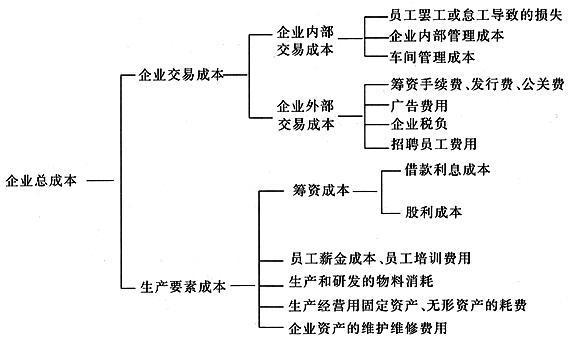 员工罢工或怠工导致的损失
企业内部
交易成本
企业内部管理成本
车间管理成本
企业交易成本
筹资手续费、发行费、公关费
企业外部
交易成本
广告费用
企业税负
招聘员工费用
企业总成本
借款利息成本
筹资成本
股利成本
员工薪金成本、员工培训费用
生产要素成本
生产和研发的物料消耗
生产经营用固定资产、无形资产的耗费
企业资产的维护维修费用